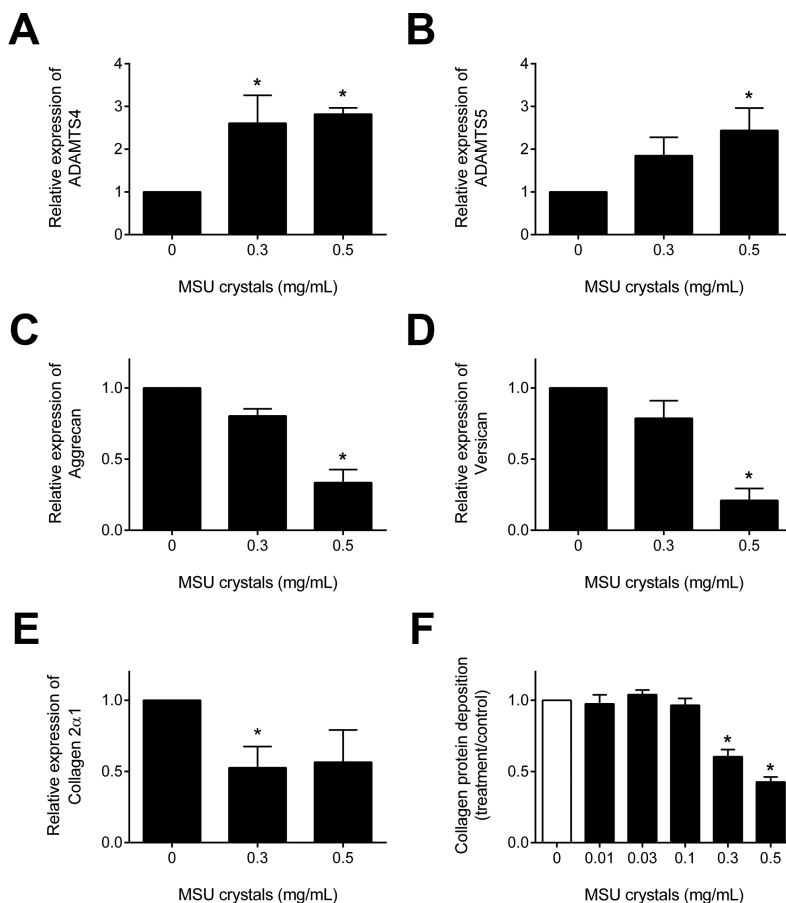 A
Relative expression of
ADAMTS4
4
3
2
1
0
* *
0 0.3 0.5
MSU crystals (mg/mL)
B
Relative expression of
ADAMTS5
4
3
2
1
0
*
0 0.3 0.5
MSU crystals (mg/mL)
C
Relative expression of
Aggrecan
1.0
0.5
0.0
*
0 0.3 0.5
MSU crystals (mg/mL)
D
Relative expression of
Versican
1.0
0.5
0.0
*
0 0.3 0.5
MSU crystals (mg/mL)
E
Relative expression of
Collagen 2α1
1.0
0.5
0.0
*
0 0.3 0.5
MSU crystals (mg/mL)
F
Collagen protein deposition
(treatment/control)
1.0
0.5
0.0
* *
0 0.01 0.03 0.1 0.3 0.5
MSU crystals (mg/mL)